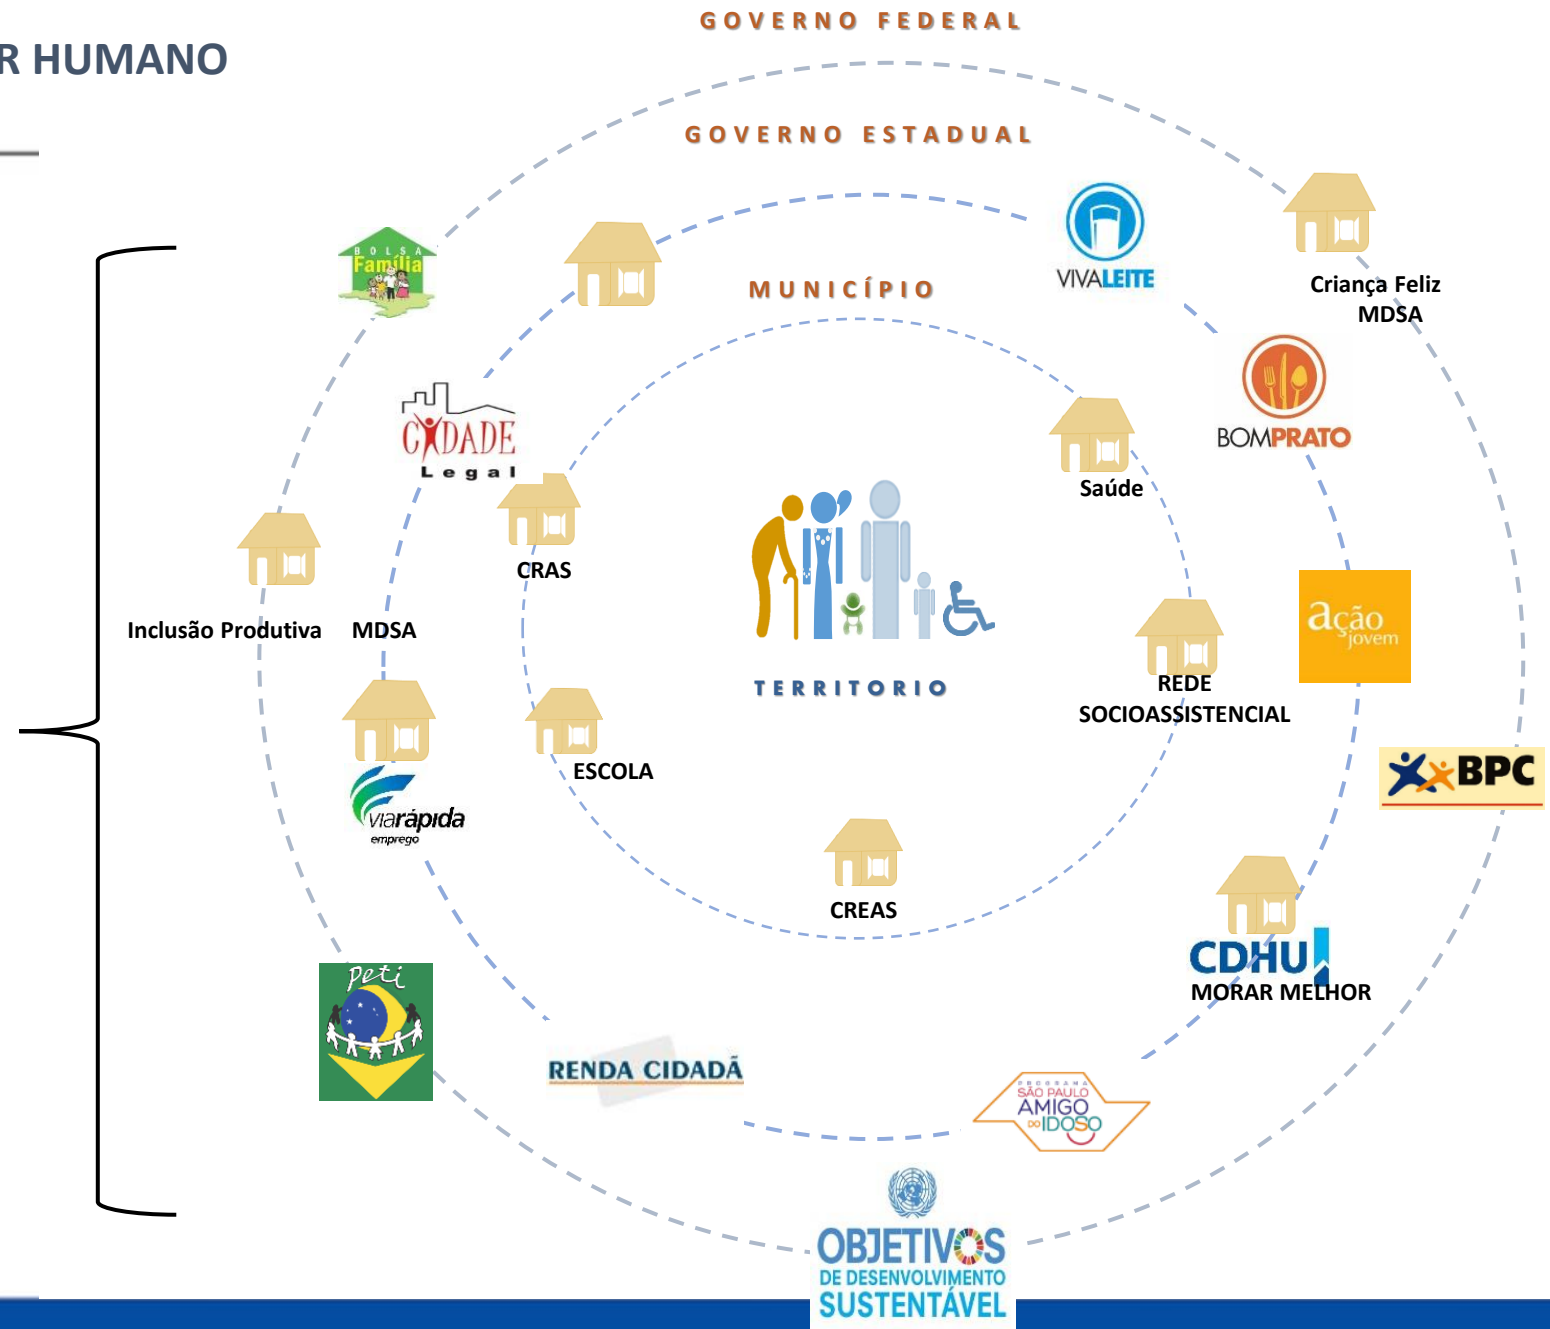 GOVERNO FEDERAL
R HUMANO
GOVERNO ESTADUAL
VIVALEITE
BOLSA
Família
MUNICÍPIO
Criança Feliz
MDSA
CIDADE
Legal
BOMPRATO
Saúde
CRAS
Inclusão Produtiva MDSA
ação
jovem
TERRITORIO
REDE
SOCIOASSISTENCIAL
ESCOLA
BPC
viarápida
emprego
CREAS
CDHU
MORAR MELHOR
peti
RENDA CIDADÃ
PROGRAMA
SÃO PAULO
AMIGO
DO IDOSO
OBJETIVOS
DE DESENVOLVIMENTO
SUSTENTÁVEL